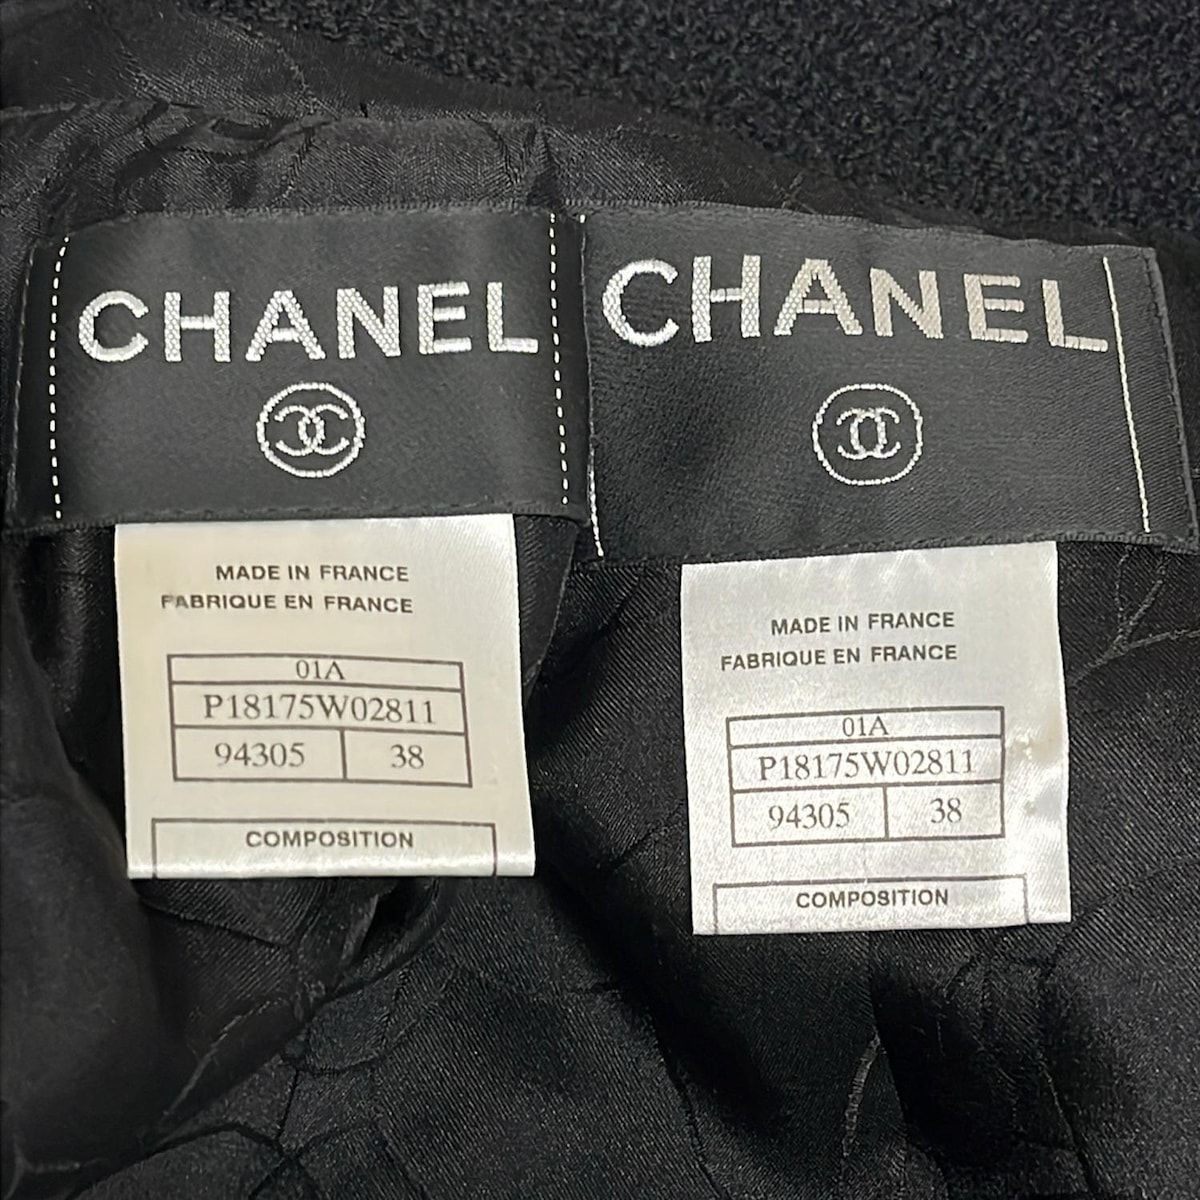 CHANEL
MADE IN FRANCE
FABRIQUE EN FRANCE
01A
P18175W02811
94305 38
COMPOSITION
CHANEL
MADE IN FRANCE
FABRIQUE EN FRANCE
01A
P18175W02811
94305 38
COMPOSITION